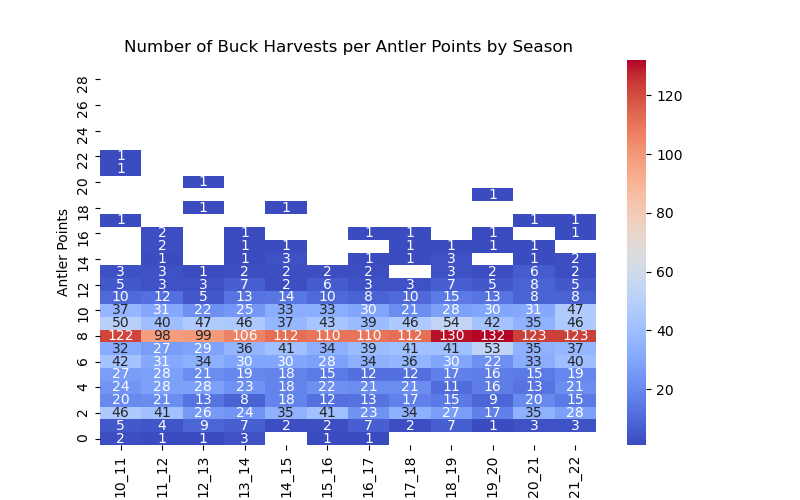 Number of Buck Harvests per Antler Points by Season
Antler Points
28
26
24
22 1
1
20 1
1
18 1 1
1 1 1
16 2 1 1 1 1 1
2 1 1 1 1 1 1
14 1 1 3 1 1 3 1 2
3 3 1 2 2 2 2 3 2 6 2
12 5 3 3 7 2 6 3 3 7 5 8 5
10 12 5 13 14 10 8 10 15 13 8 8
10 37 31 22 25 33 33 30 21 28 30 31 47
50 40 47 46 37 43 39 46 54 42 35 46
8 122 98 99 106 112 110 110 112 130 132 123 123
32 27 29 36 41 34 39 41 41 53 35 37
6 42 31 34 30 30 28 34 36 30 22 33 40
27 28 21 19 18 15 12 12 17 16 15 19
4 24 28 28 23 18 22 21 21 11 16 13 21
20 21 13 8 18 12 13 17 15 9 20 15
2 46 41 26 24 35 41 23 34 27 17 35 28
5 4 9 7 2 2 7 2 7 1 3 3
0 2 1 1 3 1 1
10_11 11_12 12_13 13_14 14_15 15_16 16_17 17_18 18_19 19_20 20_21 21_22
120
100
80
60
40
20